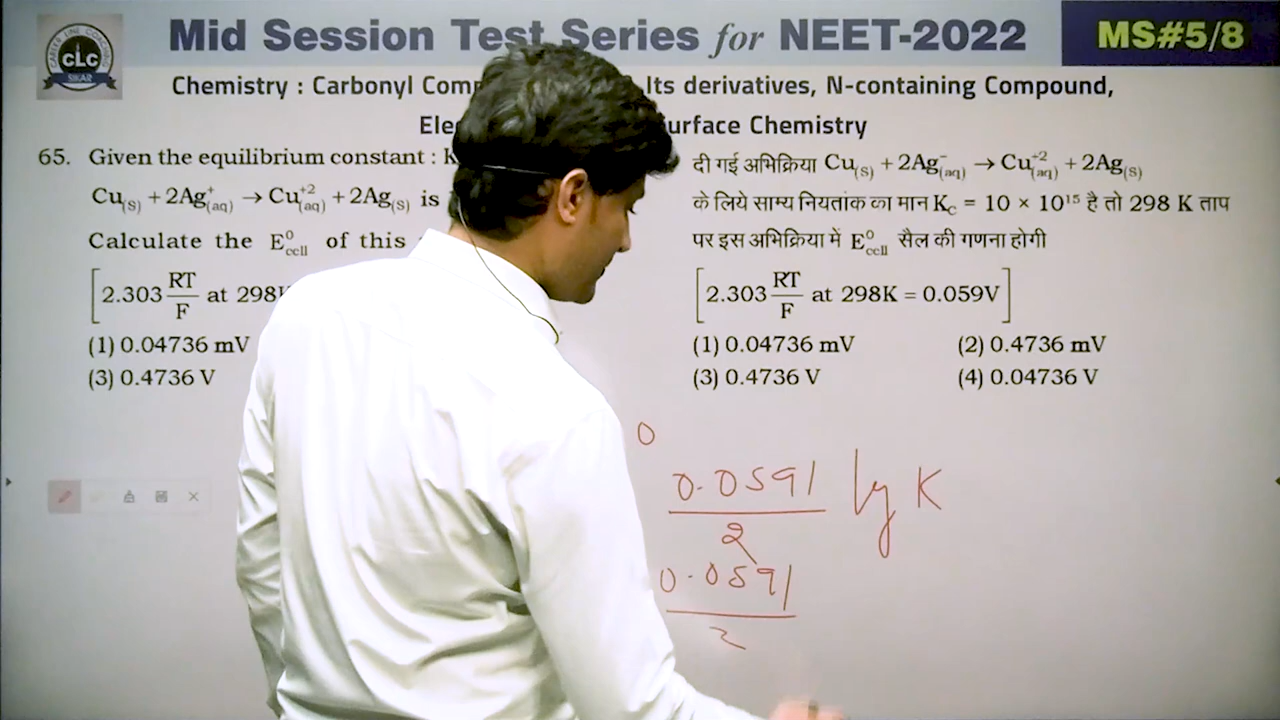 Mid Session Test Series for NEET-2022
MS#5/8
CLC
SIKAR
Chemistry : Carbonyl Its derivatives, N-containing Compound,
Surface Chemistry
65. Given the equilibrium constant :
Cu(S) + 2Ag⁺(aq) → Cu⁺²(aq) + 2Ag(S) is
Calculate the E⁰cell of this
[2.303 RT/F at 298K
(1) 0.04736 mV
(3) 0.4736 V
दी गई अभिक्रिया Cu(S) + 2Ag⁻(aq) → Cu⁺²(aq) + 2Ag(S)
के लिये साम्य नियतांक का मान KC = 10 × 10¹⁵ है तो 298 K ताप
पर इस अभिक्रिया में E⁰cell सैल की गणना होगी
[2.303 RT/F at 298K = 0.059V]
(1) 0.04736 mV (2) 0.4736 mV
(3) 0.4736 V (4) 0.04736 V
0
0.0591/2 log K
0.0591/2